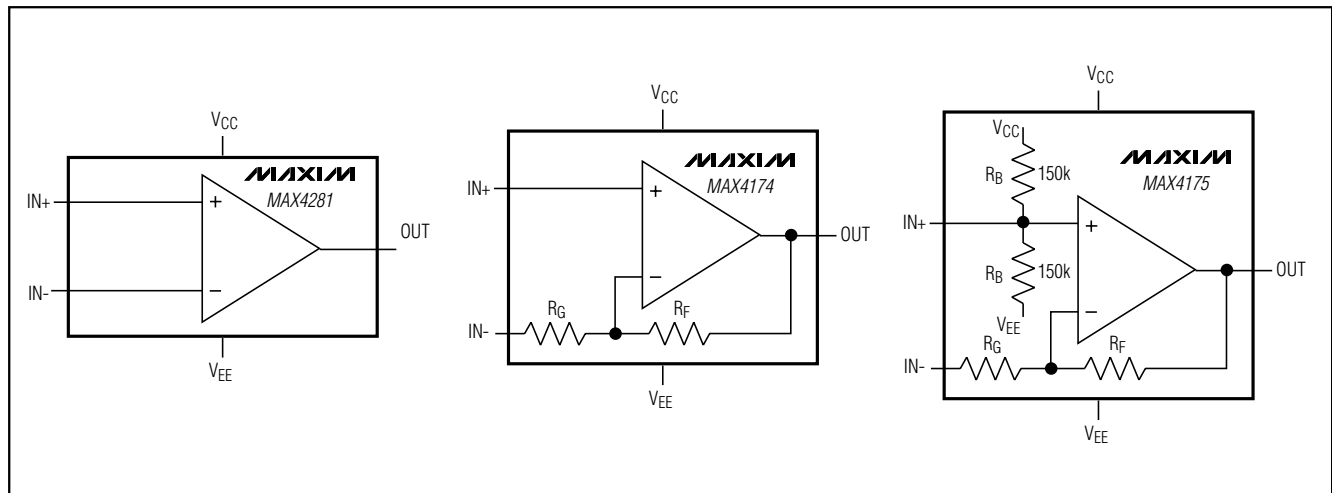 VCC
MAXIM
MAX4281
IN+
+
OUT
IN-
−
VEE
VCC
MAXIM
MAX4174
IN+
+
OUT
−
RG
RF
IN-
VEE
VCC
VCC
MAXIM
MAX4175
RB 150k
IN+
+
RB 150k
OUT
VEE
−
RG
RF
IN-
VEE